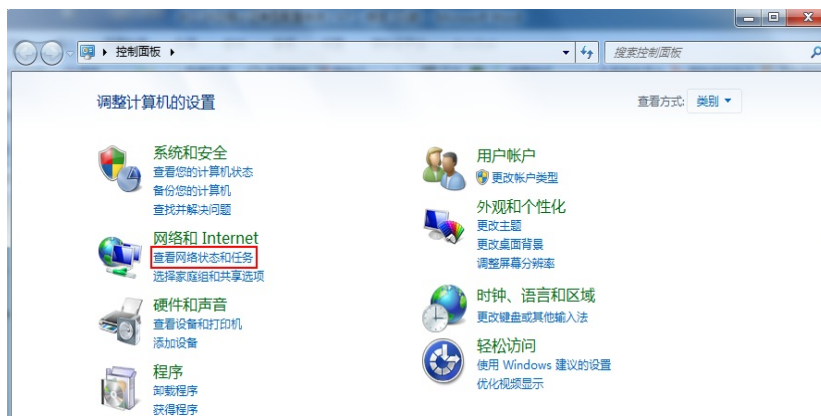 控制面板
搜索控制面板
调整计算机的设置
查看方式: 类别
系统和安全
查看您的计算机状态
备份您的计算机
查找并解决问题
网络和 Internet
查看网络状态和任务
选择家庭组和共享选项
硬件和声音
查看设备和打印机
添加设备
程序
卸载程序
获得程序
用户帐户
更改帐户类型
外观和个性化
更改主题
更改桌面背景
调整屏幕分辨率
时钟、语言和区域
更改键盘或其他输入法
轻松访问
使用 Windows 建议的设置
优化视频显示